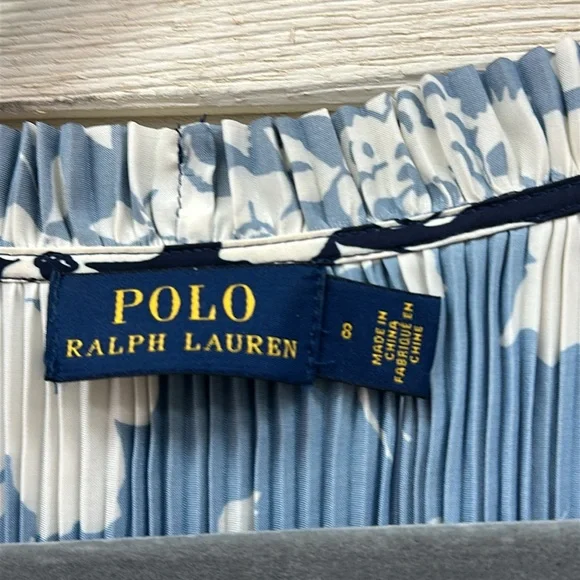 POLO
RALPH LAUREN
8
MADE IN
CHINA
FABRIQUÉ EN
CHINE